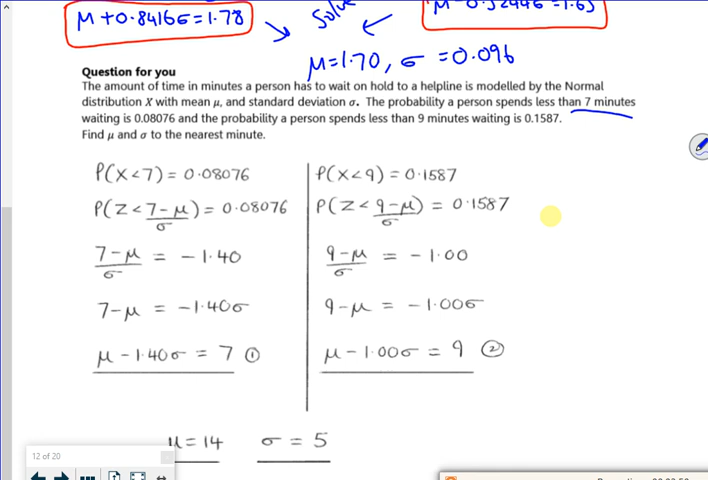 μ + 0.8416σ = 1.78
Solve
μ = 1.70, σ = 0.096
Question for you
The amount of time in minutes a person has to wait on hold to a helpline is modelled by the Normal
distribution X with mean μ, and standard deviation σ. The probability a person spends less than 7 minutes
waiting is 0.08076 and the probability a person spends less than 9 minutes waiting is 0.1587.
Find μ and σ to the nearest minute.
P(X<7) = 0.08076
P(Z < 7-μ/σ) = 0.08076
7-μ/σ = -1.40
7-μ = -1.40σ
μ - 1.40σ = 7 ①
P(X<9) = 0.1587
P(Z < 9-μ/σ) = 0.1587
9-μ/σ = -1.00
9-μ = -1.00σ
μ - 1.00σ = 9 ②
μ = 14 σ = 5
12 of 20